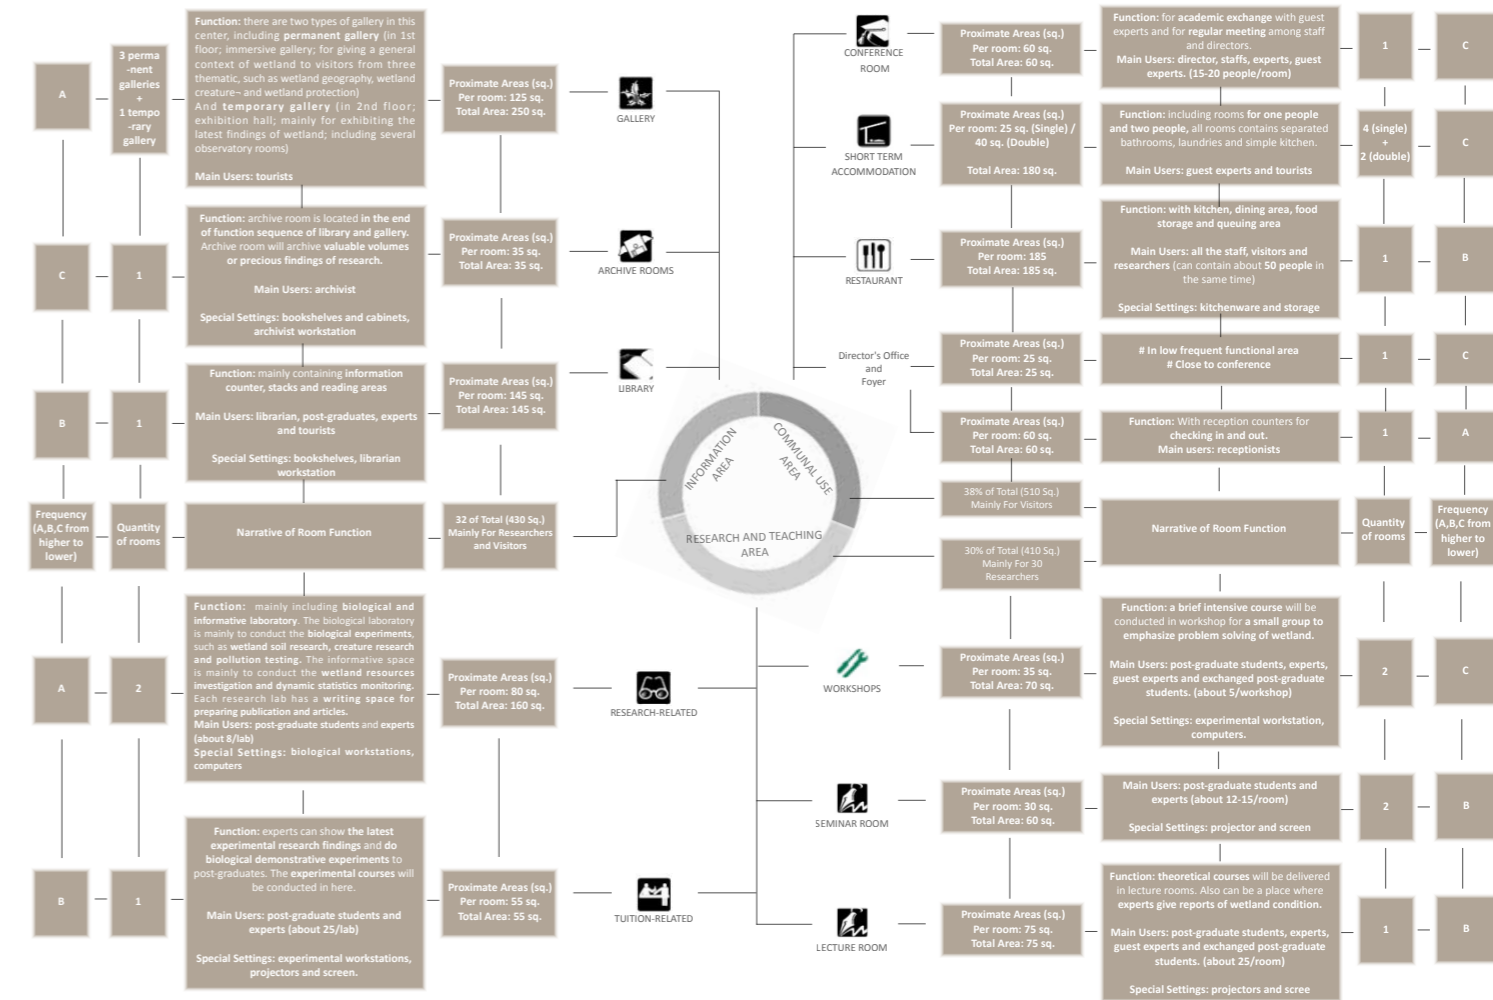 A
3 perma
-nent
galleries
+
1 tempo
-rary
gallery
Function: there are two types of gallery in this
center, including permanent gallery (in 1st
floor; immersive gallery; for giving a general
context of wetland to visitors from three
thematic, such as wetland geography, wetland
creature¬ and wetland protection)
And temporary gallery (in 2nd floor;
exhibition hall; mainly for exhibiting the
latest findings of wetland; including several
observatory rooms)
Main Users: tourists
Proximate Areas (sq.)
Per room: 125 sq.
Total Area: 250 sq.
GALLERY
C
1
Function: archive room is located in the end
of function sequence of library and gallery.
Archive room will archive valuable volumes
or precious findings of research.
Main Users: archivist
Special Settings: bookshelves and cabinets,
archivist workstation
Proximate Areas (sq.)
Per room: 35 sq.
Total Area: 35 sq.
ARCHIVE ROOMS
B
1
Function: mainly containing information
counter, stacks and reading areas
Main Users: librarian, post-graduates, experts
and tourists
Special Settings: bookshelves, librarian
workstation
Proximate Areas (sq.)
Per room: 145 sq.
Total Area: 145 sq.
LIBRARY
Frequency
(A,B,C from
higher to
lower)
Quantity
of rooms
Narrative of Room Function
32 of Total (430 Sq.)
Mainly For Researchers
and Visitors
A
2
Function: mainly including biological and
informative laboratory. The biological laboratory
is mainly to conduct the biological experiments,
such as wetland soil research, creature research
and pollution testing. The informative space
is mainly to conduct the wetland resources
investigation and dynamic statistics monitoring.
Each research lab has a writing space for
preparing publication and articles.
Main Users: post-graduate students and experts
(about 8/lab)
Special Settings: biological workstations,
computers
Proximate Areas (sq.)
Per room: 80 sq.
Total Area: 160 sq.
RESEARCH-RELATED
B
1
Function: experts can show the latest
experimental research findings and do
biological demonstrative experiments to
post-graduates. The experimental courses will
be conducted in here.
Main Users: post-graduate students and
experts (about 25/lab)
Special Settings: experimental workstations,
projectors and screen.
Proximate Areas (sq.)
Per room: 55 sq.
Total Area: 55 sq.
TUITION-RELATED
INFORMATION
AREA
COMMUNAL USE
AREA
RESEARCH AND TEACHING
AREA
CONFERENCE
ROOM
Proximate Areas (sq.)
Per room: 60 sq.
Total Area: 60 sq.
Function: for academic exchange with guest
experts and for regular meeting among staff
and directors.
Main Users: director, staffs, experts, guest
experts. (15-20 people/room)
1
C
SHORT TERM
ACCOMMODATION
Proximate Areas (sq.)
Per room: 25 sq. (Single) /
40 sq. (Double)
Total Area: 180 sq.
Function: including rooms for one people
and two people, all rooms contains separated
bathrooms, laundries and simple kitchen.
Main Users: guest experts and tourists
4 (single)
+
2 (double)
C
RESTAURANT
Proximate Areas (sq.)
Per room: 185
Total Area: 185 sq.
Function: with kitchen, dining area, food
storage and queuing area
Main Users: all the staff, visitors and
researchers (can contain about 50 people in
the same time)
Special Settings: kitchenware and storage
1
B
Director's Office
and
Foyer
Proximate Areas (sq.)
Per room: 25 sq.
Total Area: 25 sq.
# In low frequent functional area
# Close to conference
1
C
Proximate Areas (sq.)
Per room: 60 sq.
Total Area: 60 sq.
Function: With reception counters for
checking in and out.
Main users: receptionists
1
A
38% of Total (510 Sq.)
Mainly For Visitors
30% of Total (410 Sq.)
Mainly For 30
Researchers
Narrative of Room Function
Quantity
of rooms
Frequency
(A,B,C from
higher to
lower)
WORKSHOPS
Proximate Areas (sq.)
Per room: 35 sq.
Total Area: 70 sq.
Function: a brief intensive course will be
conducted in workshop for a small group to
emphasize problem solving of wetland.
Main Users: post-graduate students, experts,
guest experts and exchanged post-graduate
students. (about 5/workshop)
Special Settings: experimental workstation,
computers.
2
C
SEMINAR ROOM
Proximate Areas (sq.)
Per room: 30 sq.
Total Area: 60 sq.
Main Users: post-graduate students and
experts (about 12-15/room)
Special Settings: projector and screen
2
B
LECTURE ROOM
Proximate Areas (sq.)
Per room: 75 sq.
Total Area: 75 sq.
Function: theoretical courses will be delivered
in lecture rooms. Also can be a place where
experts give reports of wetland condition.
Main Users: post-graduate students, experts,
guest experts and exchanged post-graduate
students. (about 25/room)
Special Settings: projectors and scree
1
B